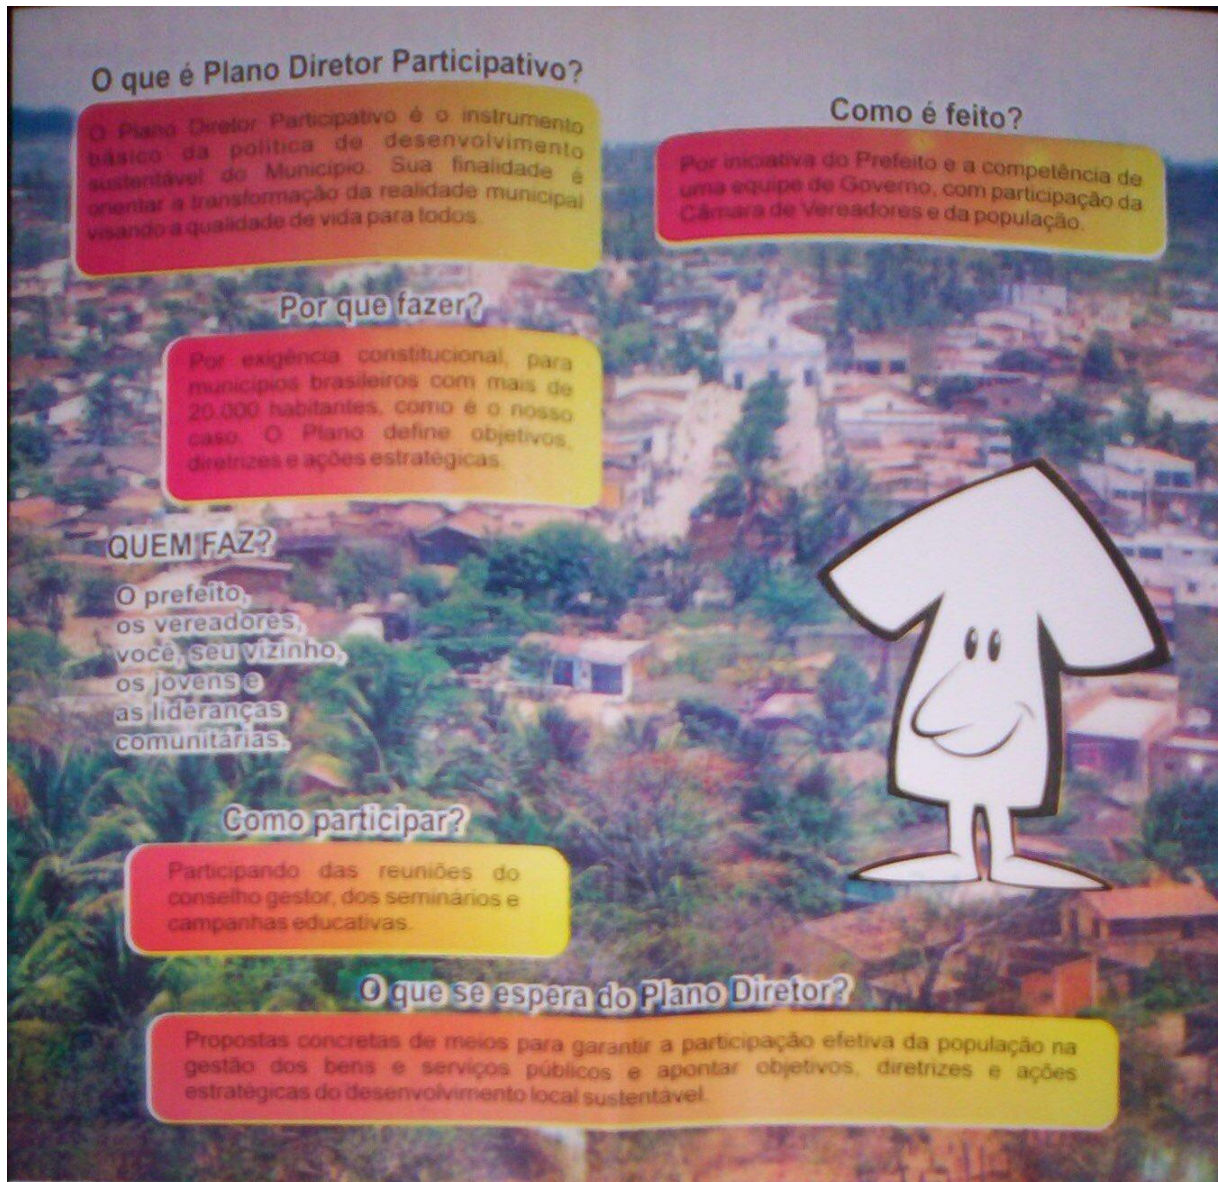 O que é Plano Diretor Participativo?
O Plano Diretor Participativo é o instrumento
básico da política de desenvolvimento
sustentável do Município. Sua finalidade é
orientar a transformação da realidade municipal
visando a qualidade de vida para todos.
Como é feito?
Por iniciativa do Prefeito e a competência de
uma equipe de Governo, com participação da
Câmara de Vereadores e da população.
Por que fazer?
Por exigência constitucional, para
municípios brasileiros com mais de
20.000 habitantes, como é o nosso
caso. O Plano define objetivos,
diretrizes e ações estratégicas.
QUEM FAZ?
O prefeito,
os vereadores,
você, seu vizinho,
os jovens e
as lideranças
comunitárias.
Como participar?
Participando das reuniões do
conselho gestor, dos seminários e
campanhas educativas.
O que se espera do Plano Diretor?
Propostas concretas de meios para garantir a participação efetiva da população na
gestão dos bens e serviços públicos e apontar objetivos, diretrizes e ações
estratégicas do desenvolvimento local sustentável.